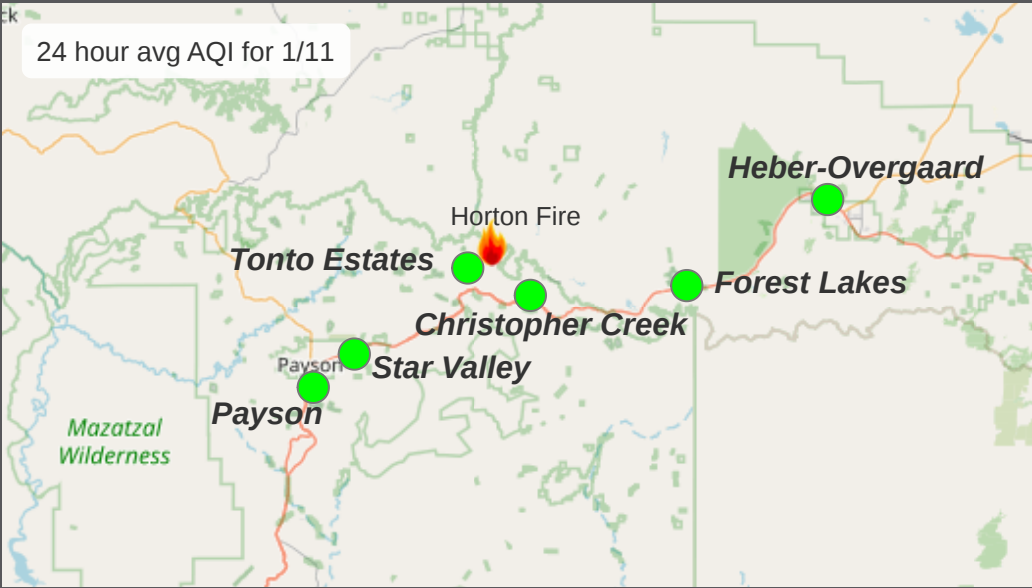 ck
24 hour avg AQI for 1/11
Heber-Overgaard
Horton Fire
Tonto Estates
Forest Lakes
Christopher Creek
Payson
Star Valley
Payson
Mazatzal
Wilderness